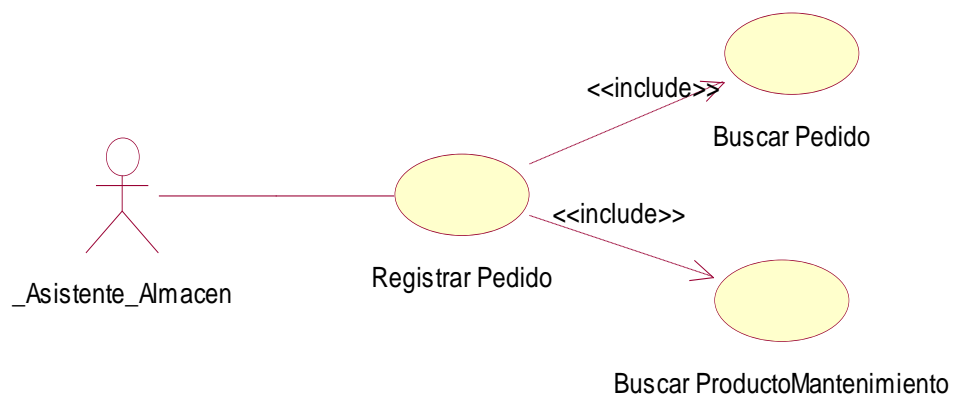 <<include>>
Buscar Pedido
<<include>>
_Asistente_Almacen
Registrar Pedido
Buscar ProductoMantenimiento